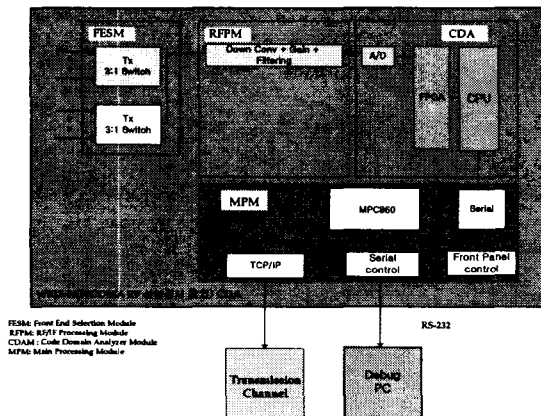 FESM
RFPM
CDA
Tx
3:1 Switch
Down Conv + Gain +
Filtering
A/D
FPGA
CPU
Tx
3:1 Switch
MPM
MPC860
Serial
TCP/IP
Serial
control
Front Panel
control
FESM: Front End Selection Module
RFPM: RF/IF Processing Module
CDAM : Code Domain Analyzer Module
MPM: Main Processing Module
RS-232
Transmission
Channel
Debug
PC